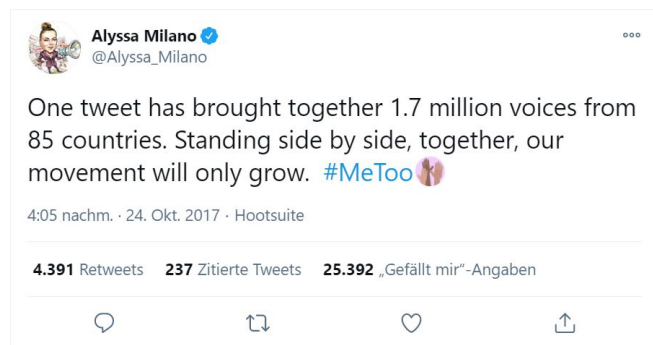 Alyssa Milano
@Alyssa_Milano
One tweet has brought together 1.7 million voices from
85 countries. Standing side by side, together, our
movement will only grow. #MeToo
4:05 nachm. · 24. Okt. 2017 · Hootsuite
4.391 Retweets 237 Zitierte Tweets 25.392 „Gefällt mir“-Angaben